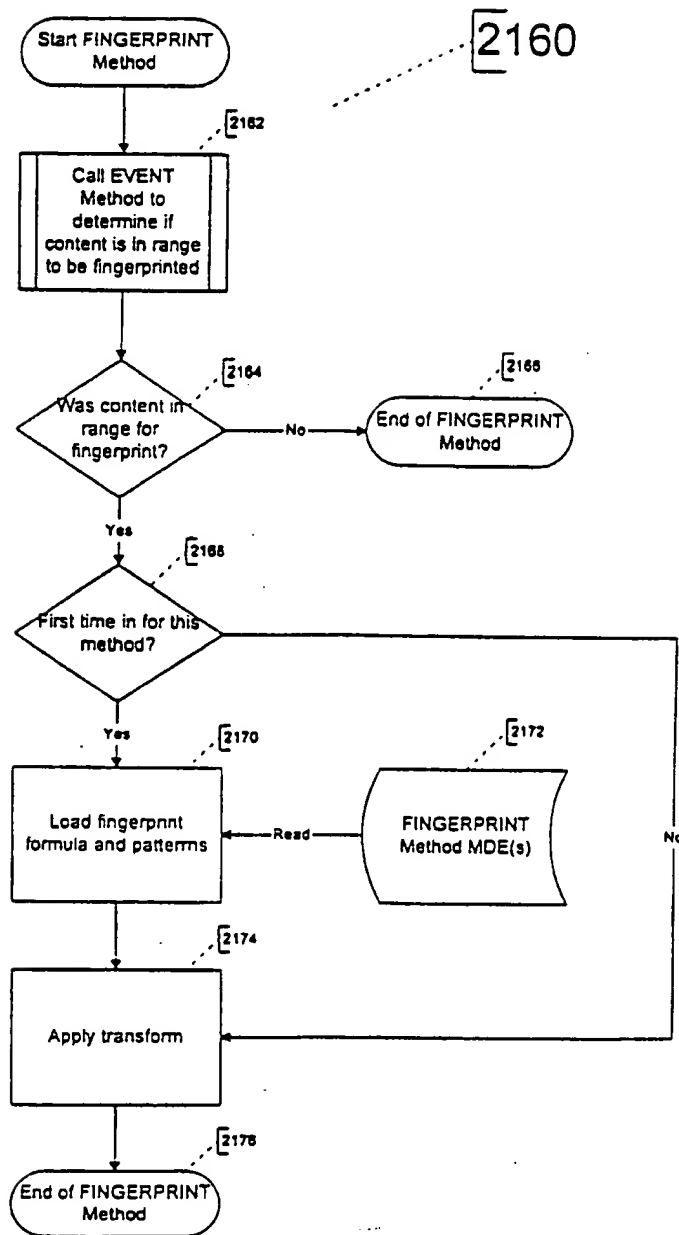 Start FINGERPRINT
Method
2160
2162
Call EVENT
Method to
determine if
content is in range
to be fingerprinted
2164
Was content in
range for
fingerprint?
No
2166
End of FINGERPRINT
Method
Yes
2168
First time in for this
method?
Yes
2170
Load fingerprint
formula and patterns
Read
2172
FINGERPRINT
Method MDE(s)
No
2174
Apply transform
2176
End of FINGERPRINT
Method